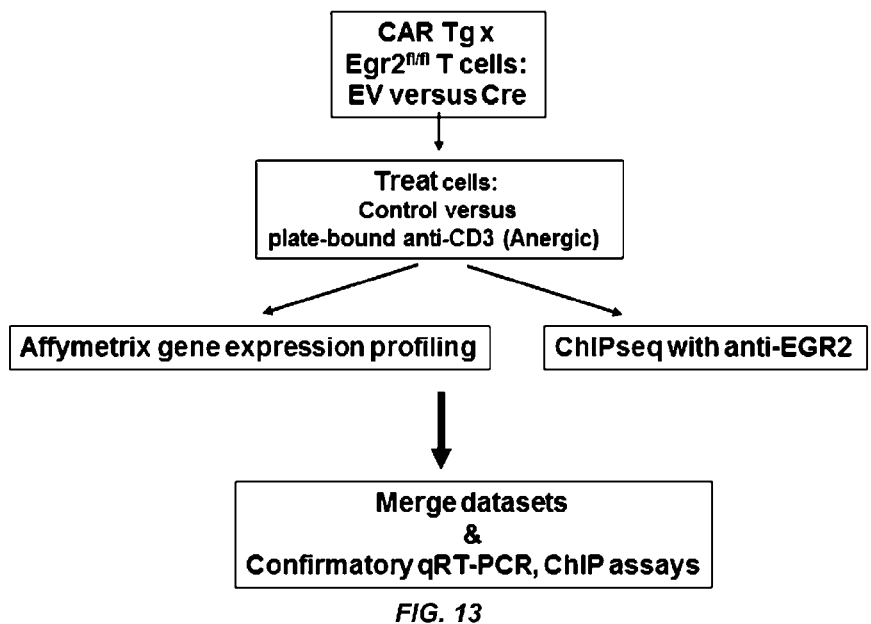 CAR Tg x
Egr2fl/fl T cells:
EV versus Cre
Treat cells:
Control versus
plate-bound anti-CD3 (Anergic)
Affymetrix gene expression profiling
ChIPseq with anti-EGR2
Merge datasets
&
Confirmatory qRT-PCR, ChIP assays
FIG. 13